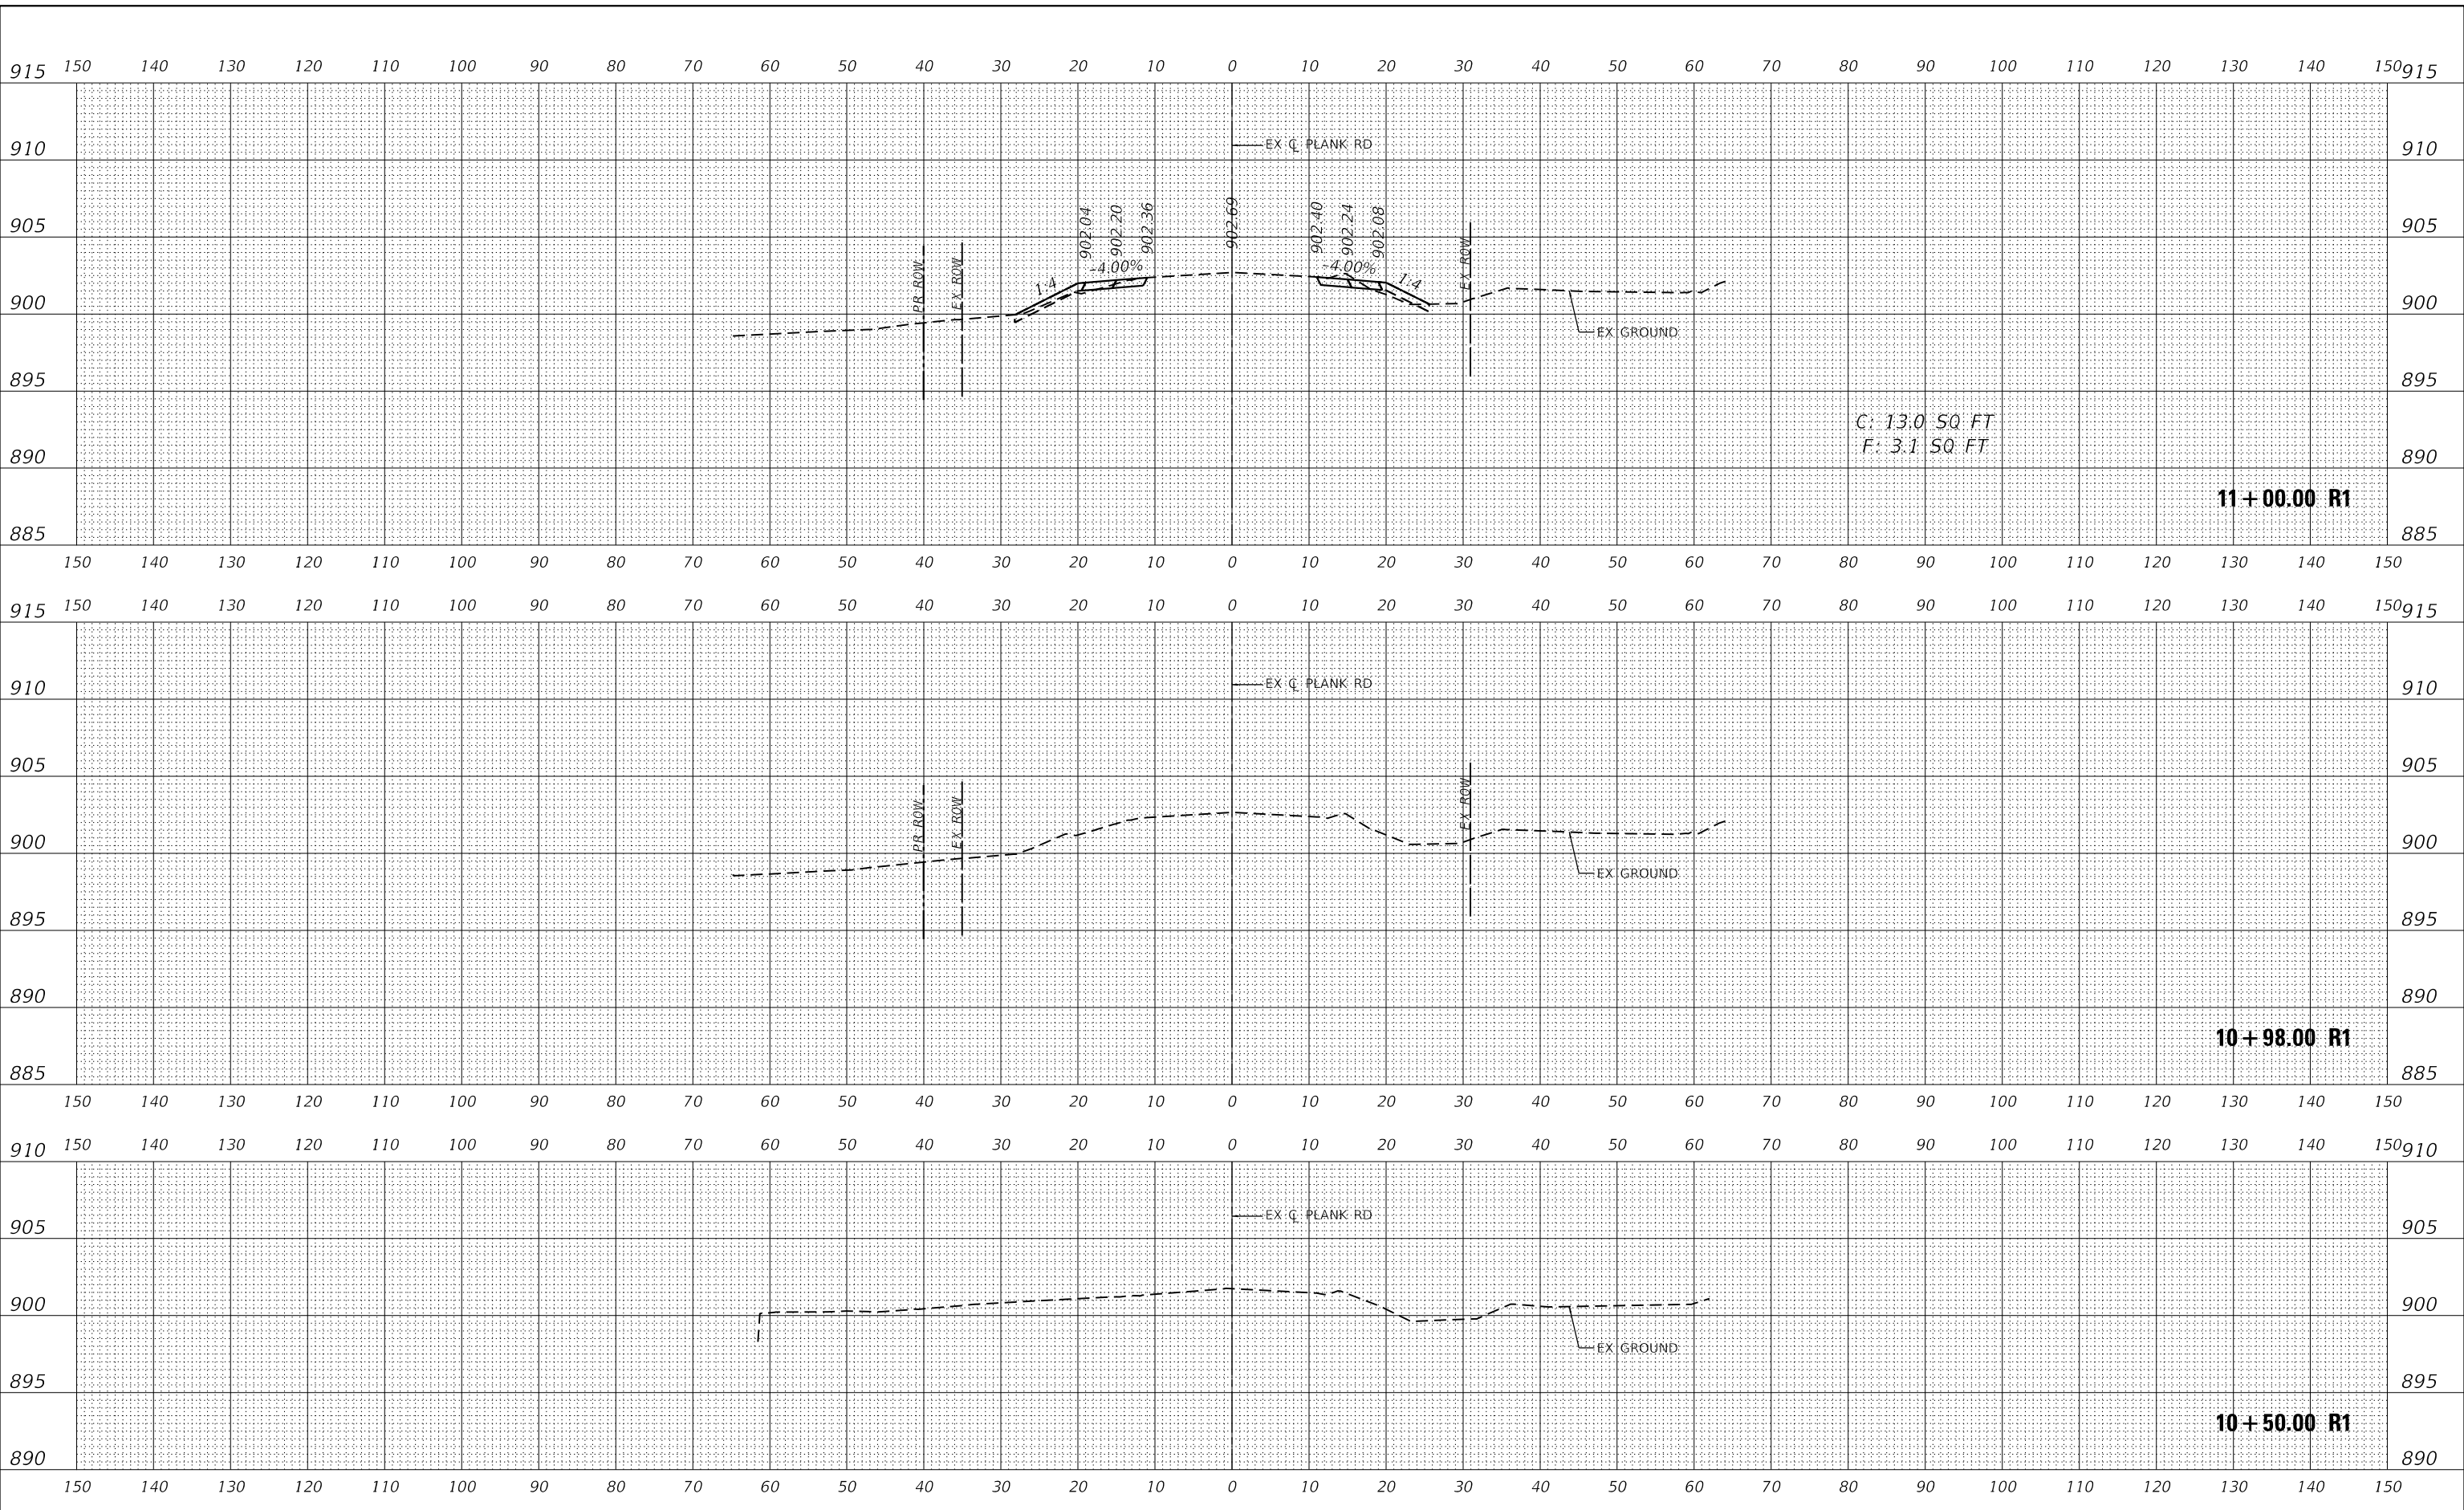 150 140 130 120 110 100 90 80 70 60 50 40 30 20 10 0 10 20 30 40 50 60 70 80 90 100 110 120 130 140 150
915 915
910 EX CL PLANK RD 910
905 902.04 902.20 902.36 902.69 902.40 902.24 902.08 905
PR ROW EX ROW 1:4 -4.00% -4.00% 1:4 EX ROW
900 900
EX GROUND
895 895
C: 13.0 SQ FT
F: 3.1 SQ FT
890 890
11+00.00 R1
885 885
150 140 130 120 110 100 90 80 70 60 50 40 30 20 10 0 10 20 30 40 50 60 70 80 90 100 110 120 130 140 150
150 140 130 120 110 100 90 80 70 60 50 40 30 20 10 0 10 20 30 40 50 60 70 80 90 100 110 120 130 140 150
915 915
910 EX CL PLANK RD 910
905 905
PR ROW EX ROW EX ROW
900 900
EX GROUND
895 895
890 890
10+98.00 R1
885 885
150 140 130 120 110 100 90 80 70 60 50 40 30 20 10 0 10 20 30 40 50 60 70 80 90 100 110 120 130 140 150
150 140 130 120 110 100 90 80 70 60 50 40 30 20 10 0 10 20 30 40 50 60 70 80 90 100 110 120 130 140 150
910 910
EX CL PLANK RD
905 905
900 900
EX GROUND
895 895
10+50.00 R1
890 890
150 140 130 120 110 100 90 80 70 60 50 40 30 20 10 0 10 20 30 40 50 60 70 80 90 100 110 120 130 140 150